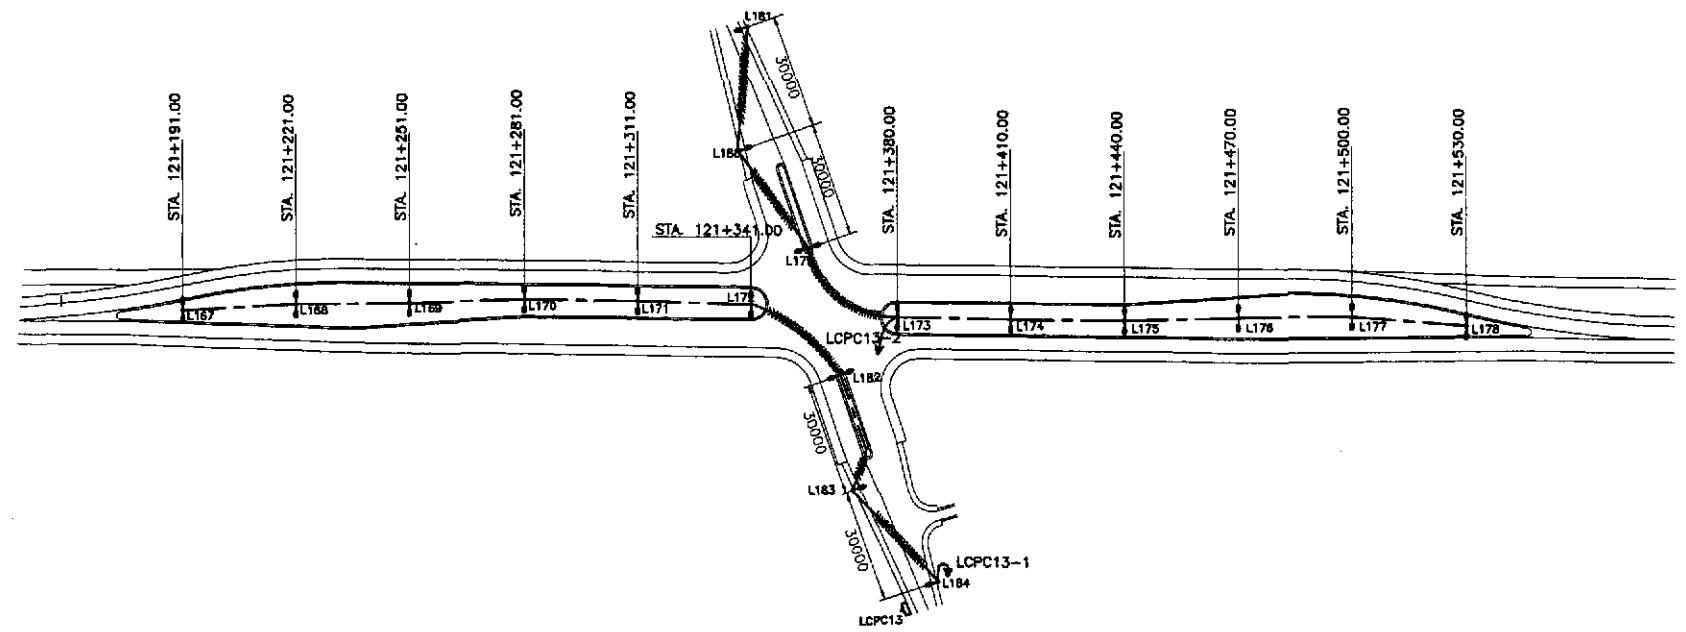 L181
30000
STA. 121+191.00
STA. 121+221.00
STA. 121+251.00
STA. 121+281.00
STA. 121+311.00
STA. 121+341.00
30000
STA. 121+380.00
STA. 121+410.00
STA. 121+440.00
STA. 121+470.00
STA. 121+500.00
STA. 121+530.00
L167
L168
L169
L170
L171
L172
L173
L174
L175
L176
L177
L178
LCPC13-2
L182
30000
L183
30000
LCPC13-1
L184
LCPC13